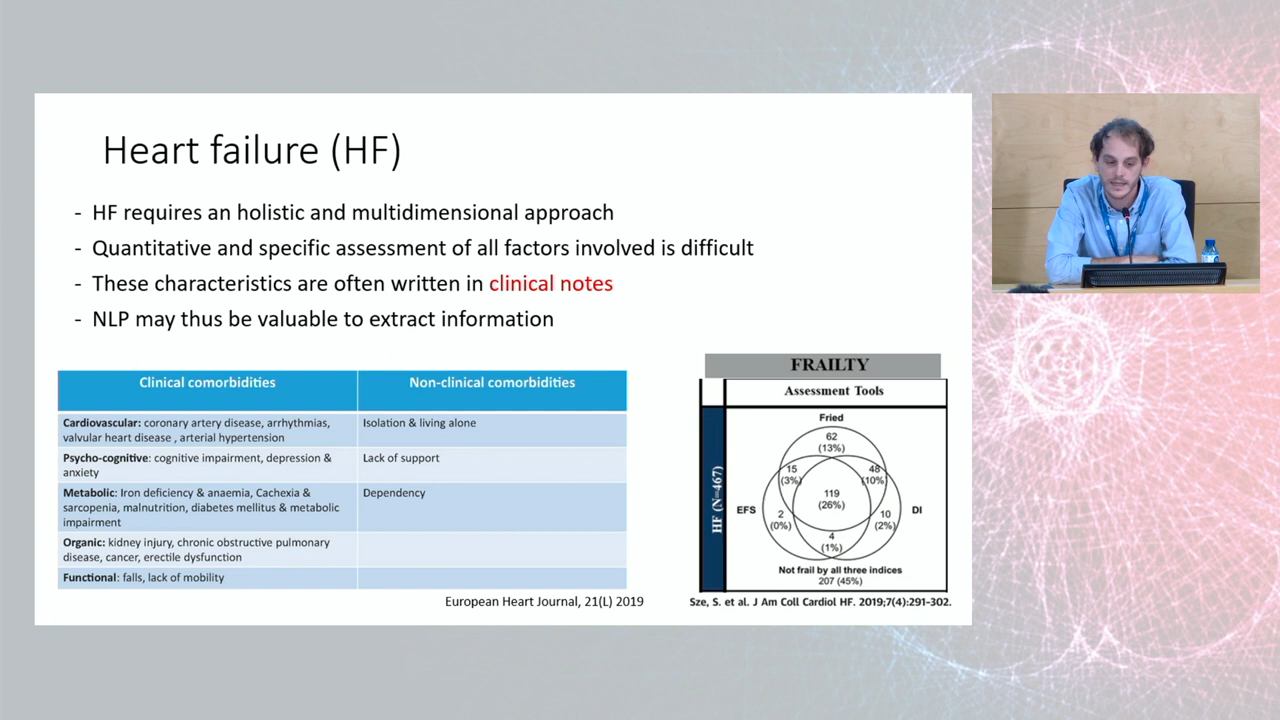 Heart failure (HF)
- HF requires an holistic and multidimensional approach
- Quantitative and specific assessment of all factors involved is difficult
- These characteristics are often written in clinical notes
- NLP may thus be valuable to extract information
Clinical comorbidities
Non-clinical comorbidities
Cardiovascular: coronary artery disease, arrhythmias,
valvular heart disease , arterial hypertension
Isolation & living alone
Psycho-cognitive: cognitive impairment, depression &
anxiety
Lack of support
Metabolic: Iron deficiency & anaemia, Cachexia &
sarcopenia, malnutrition, diabetes mellitus & metabolic
impairment
Dependency
Organic: kidney injury, chronic obstructive pulmonary
disease, cancer, erectile dysfunction
Functional: falls, lack of mobility
European Heart Journal, 21(L) 2019
FRAILTY
Assessment Tools
HF (N=467)
Fried
62
(13%)
15
(3%)
48
(10%)
119
(26%)
EFS
DI
2
(0%)
10
(2%)
4
(1%)
Not frail by all three indices
207 (45%)
Sze, S. et al. J Am Coll Cardiol HF. 2019;7(4):291-302.